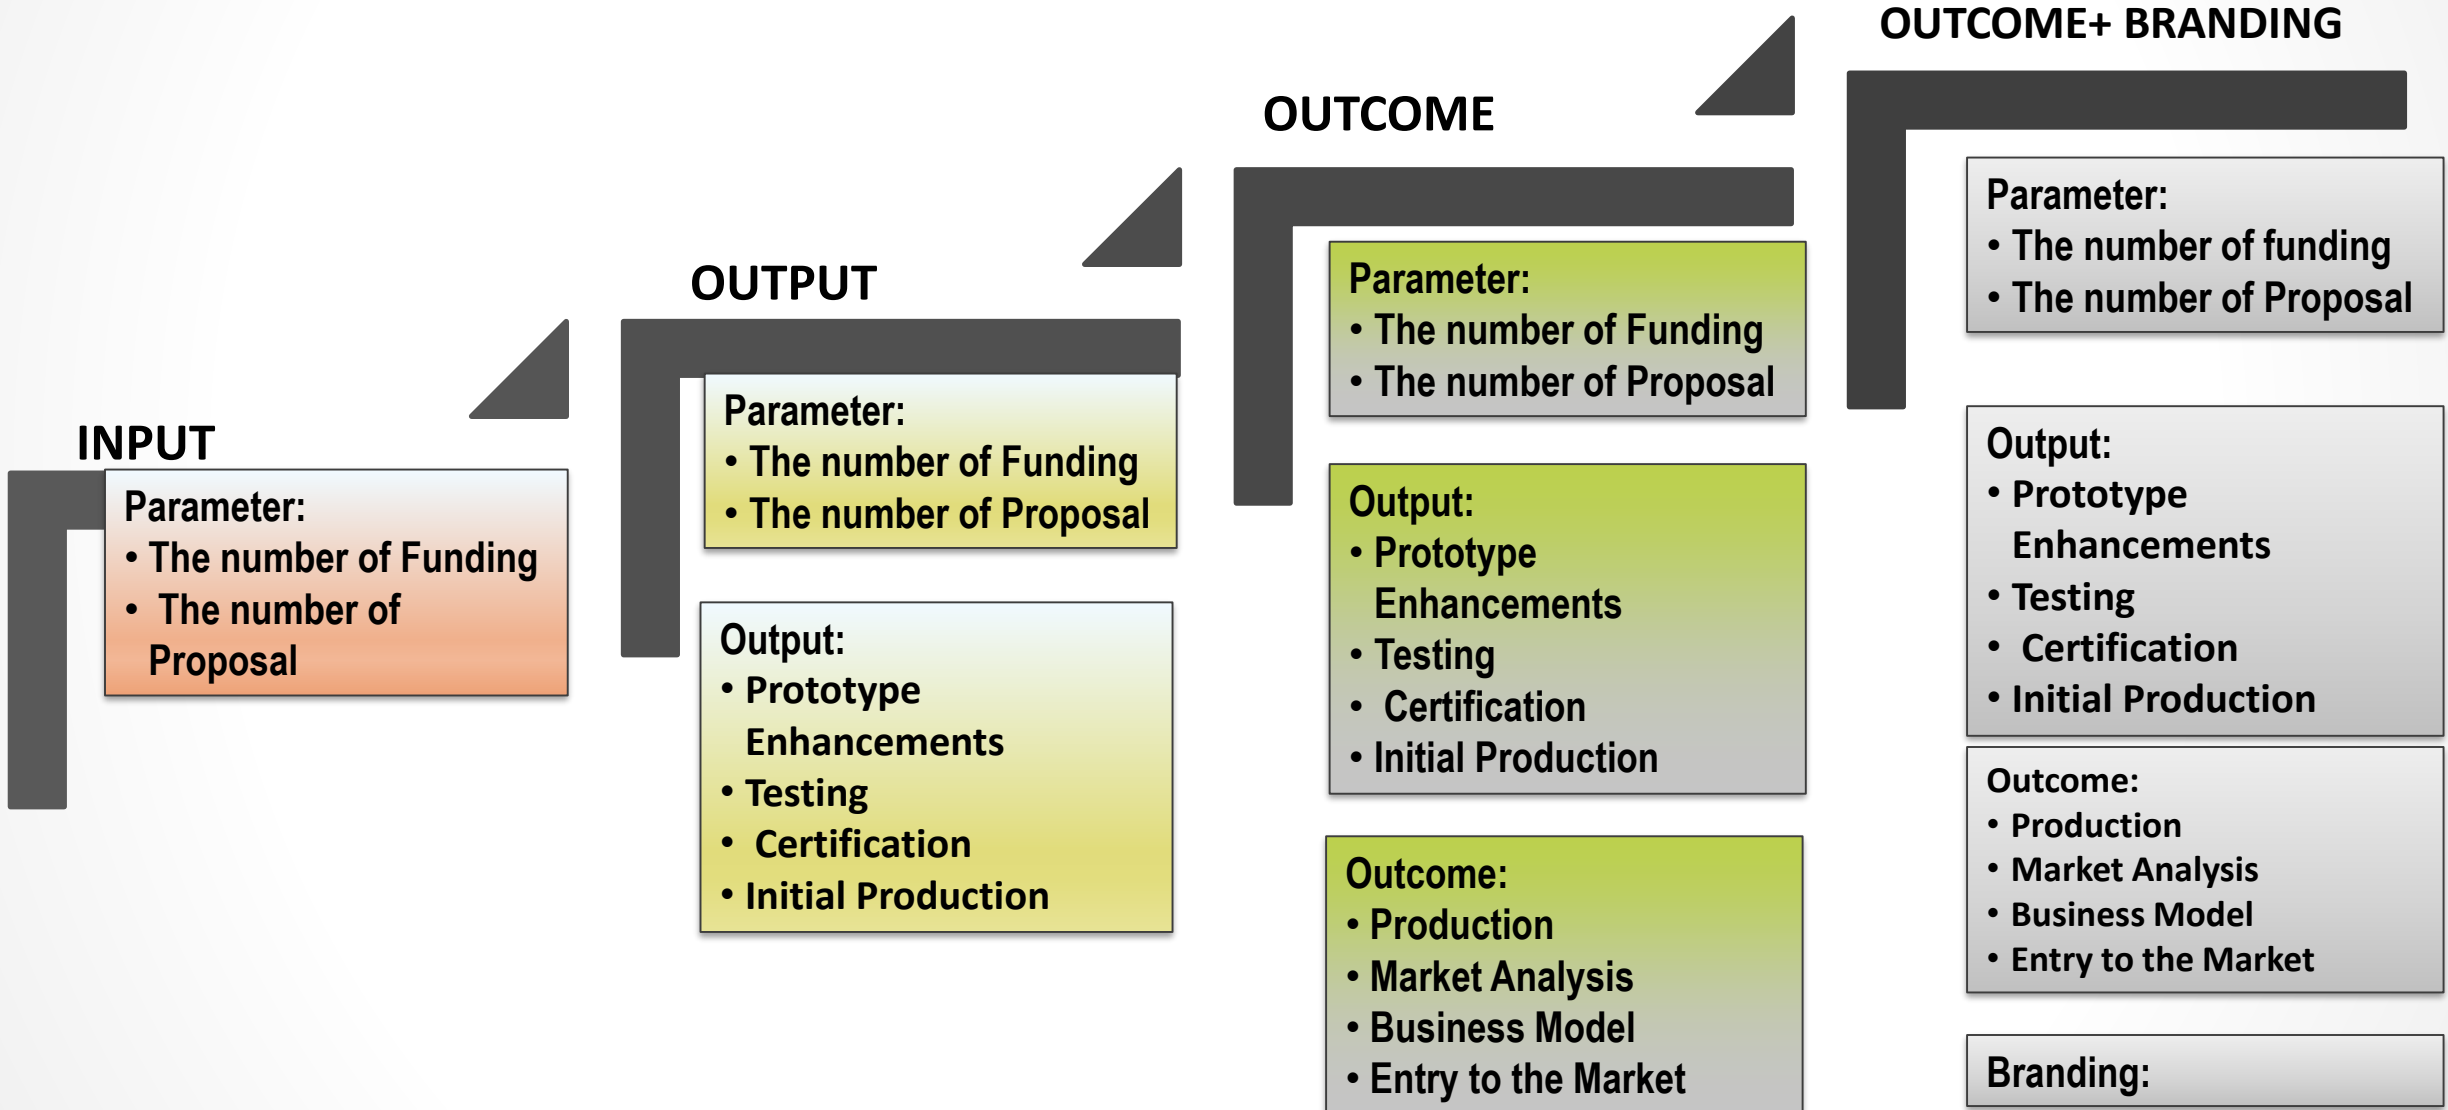 INPUT
Parameter:
• The number of Funding
• The number of
Proposal
OUTPUT
Parameter:
• The number of Funding
• The number of Proposal
Output:
• Prototype
Enhancements
• Testing
• Certification
• Initial Production
OUTCOME
Parameter:
• The number of Funding
• The number of Proposal
Output:
• Prototype
Enhancements
• Testing
• Certification
• Initial Production
Outcome:
• Production
• Market Analysis
• Business Model
• Entry to the Market
OUTCOME+ BRANDING
Parameter:
• The number of funding
• The number of Proposal
Output:
• Prototype
Enhancements
• Testing
• Certification
• Initial Production
Outcome:
• Production
• Market Analysis
• Business Model
• Entry to the Market
Branding: